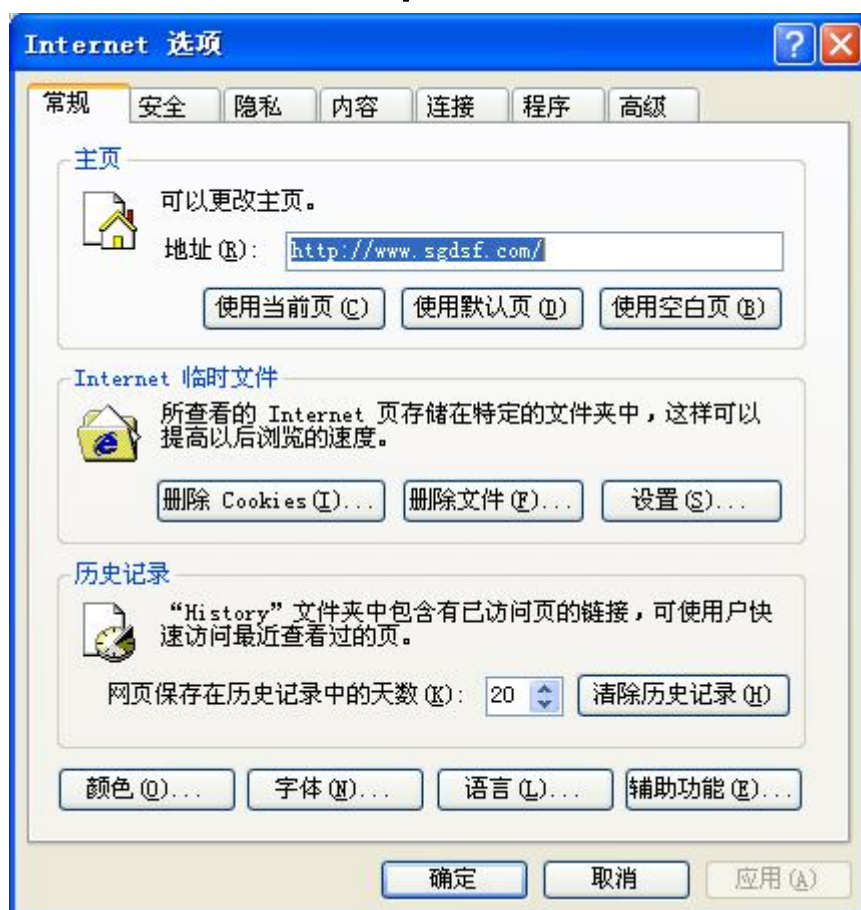 Internet 选项
常规 安全 隐私 内容 连接 程序 高级
主页
可以更改主页。
地址(R): http://www.sgdsf.com/
使用当前页(C) 使用默认页(D) 使用空白页(B)
Internet 临时文件
所查看的 Internet 页存储在特定的文件夹中，这样可以
提高以后浏览的速度。
删除 Cookies(I)... 删除文件(F)... 设置(S)...
历史记录
“History”文件夹中包含有已访问页的链接，可使用户快
速访问最近查看过的页。
网页保存在历史记录中的天数(K): 20 清除历史记录(H)
颜色(O)... 字体(N)... 语言(L)... 辅助功能(E)...
确定 取消 应用(A)